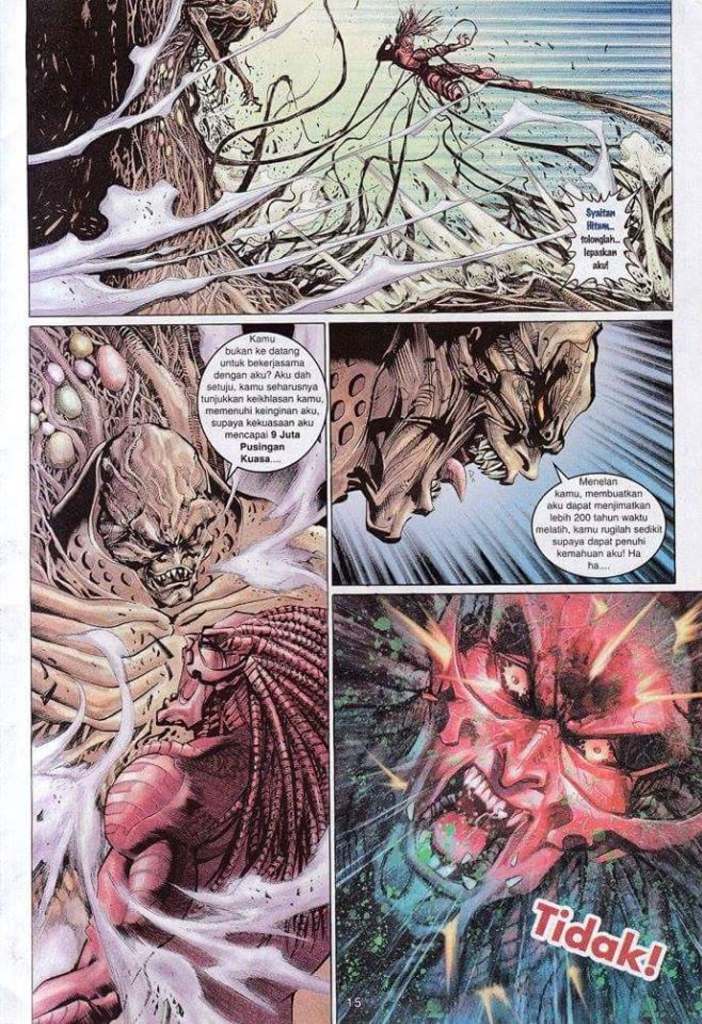 Syaitan
Hitam...
tolonglah...
lepaskan
aku!
Kamu
bukan ke datang
untuk bekerjasama
dengan aku? Aku dah
setuju, kamu seharusnya
tunjukkan keikhlasan kamu,
memenuhi keinginan aku,
supaya kekuasaan aku
mencapai 9 Juta
Pusingan
Kuasa....
Menelan
kamu, membuatkan
aku dapat menjimatkan
lebih 200 tahun waktu
melatih, kamu rugilah sedikit
supaya dapat penuhi
kemahuan aku! Ha
ha....
Tidak!
15